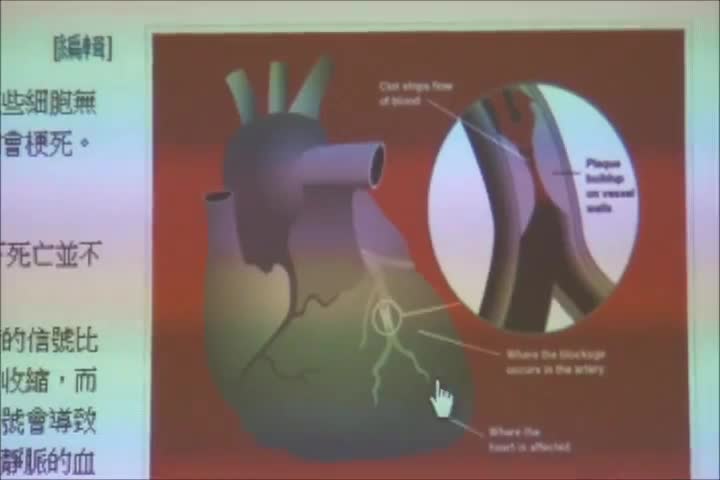 [編輯]
些細胞無
會梗死。
死亡並不
的信號比
收縮，而
號會導致
靜脈的血
Clot stops flow
of blood
Plaque
buildup
on vessel
walls
Where the blockage
occurs in the artery
Where the
heart is affected